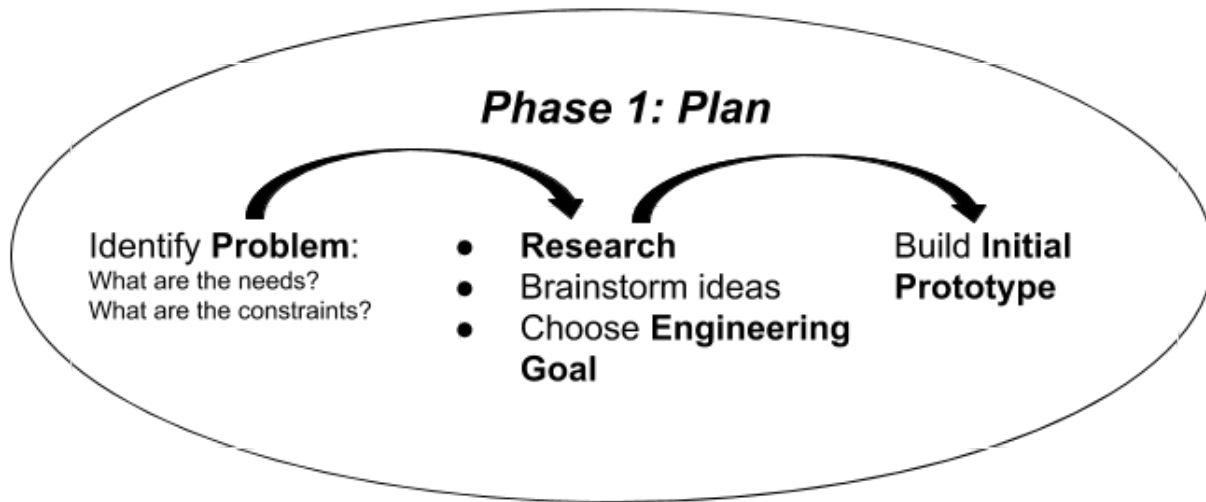 Phase 1: Plan
Identify Problem:
What are the needs?
What are the constraints?
● Research
● Brainstorm ideas
● Choose Engineering
Goal
Build Initial
Prototype